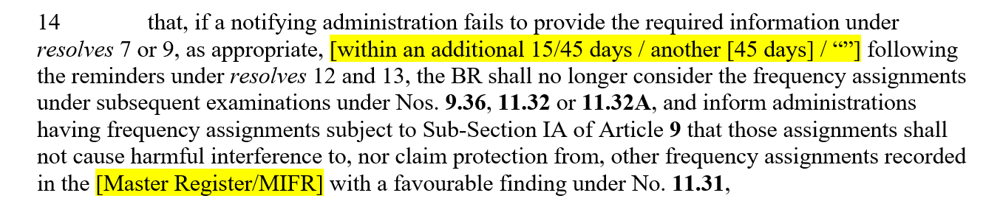 14 that, if a notifying administration fails to provide the required information under
resolves 7 or 9, as appropriate, [within an additional 15/45 days / another [45 days] / “”] following
the reminders under resolves 12 and 13, the BR shall no longer consider the frequency assignments
under subsequent examinations under Nos. 9.36, 11.32 or 11.32A, and inform administrations
having frequency assignments subject to Sub-Section IA of Article 9 that those assignments shall
not cause harmful interference to, nor claim protection from, other frequency assignments recorded
in the [Master Register/MIFR] with a favourable finding under No. 11.31,